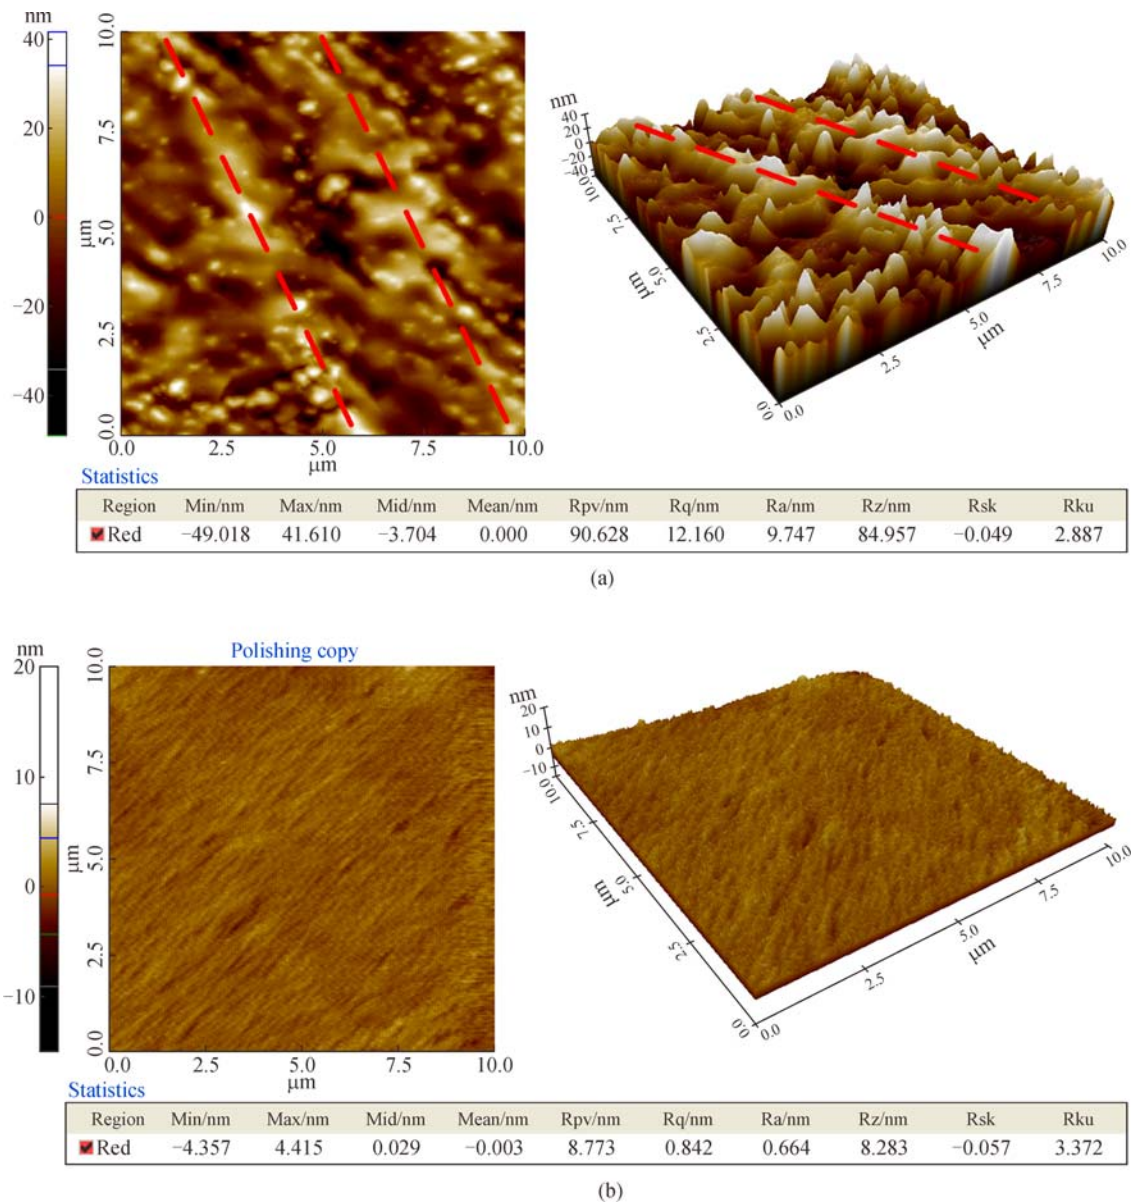 nm
40
20
0
−20
−40
10.0
7.5
5.0
2.5
0.0
μm
0.0 2.5 5.0 7.5 10.0
μm
nm
40
20
0
−20
−40
10.0
7.5
5.0
2.5
0.0
μm
0.0
2.5
5.0
7.5
10.0
μm
Statistics
Region Min/nm Max/nm Mid/nm Mean/nm Rpv/nm Rq/nm Ra/nm Rz/nm Rsk Rku
Red −49.018 41.610 −3.704 0.000 90.628 12.160 9.747 84.957 −0.049 2.887
(a)
nm
20
10
0
−10
Polishing copy
10.0
7.5
5.0
2.5
0.0
μm
0.0 2.5 5.0 7.5 10.0
μm
nm
20
10
0
−10
10.0
7.5
5.0
2.5
0.0
μm
0.0
2.5
5.0
7.5
10.0
μm
Statistics
Region Min/nm Max/nm Mid/nm Mean/nm Rpv/nm Rq/nm Ra/nm Rz/nm Rsk Rku
Red −4.357 4.415 0.029 −0.003 8.773 0.842 0.664 8.283 −0.057 3.372
(b)